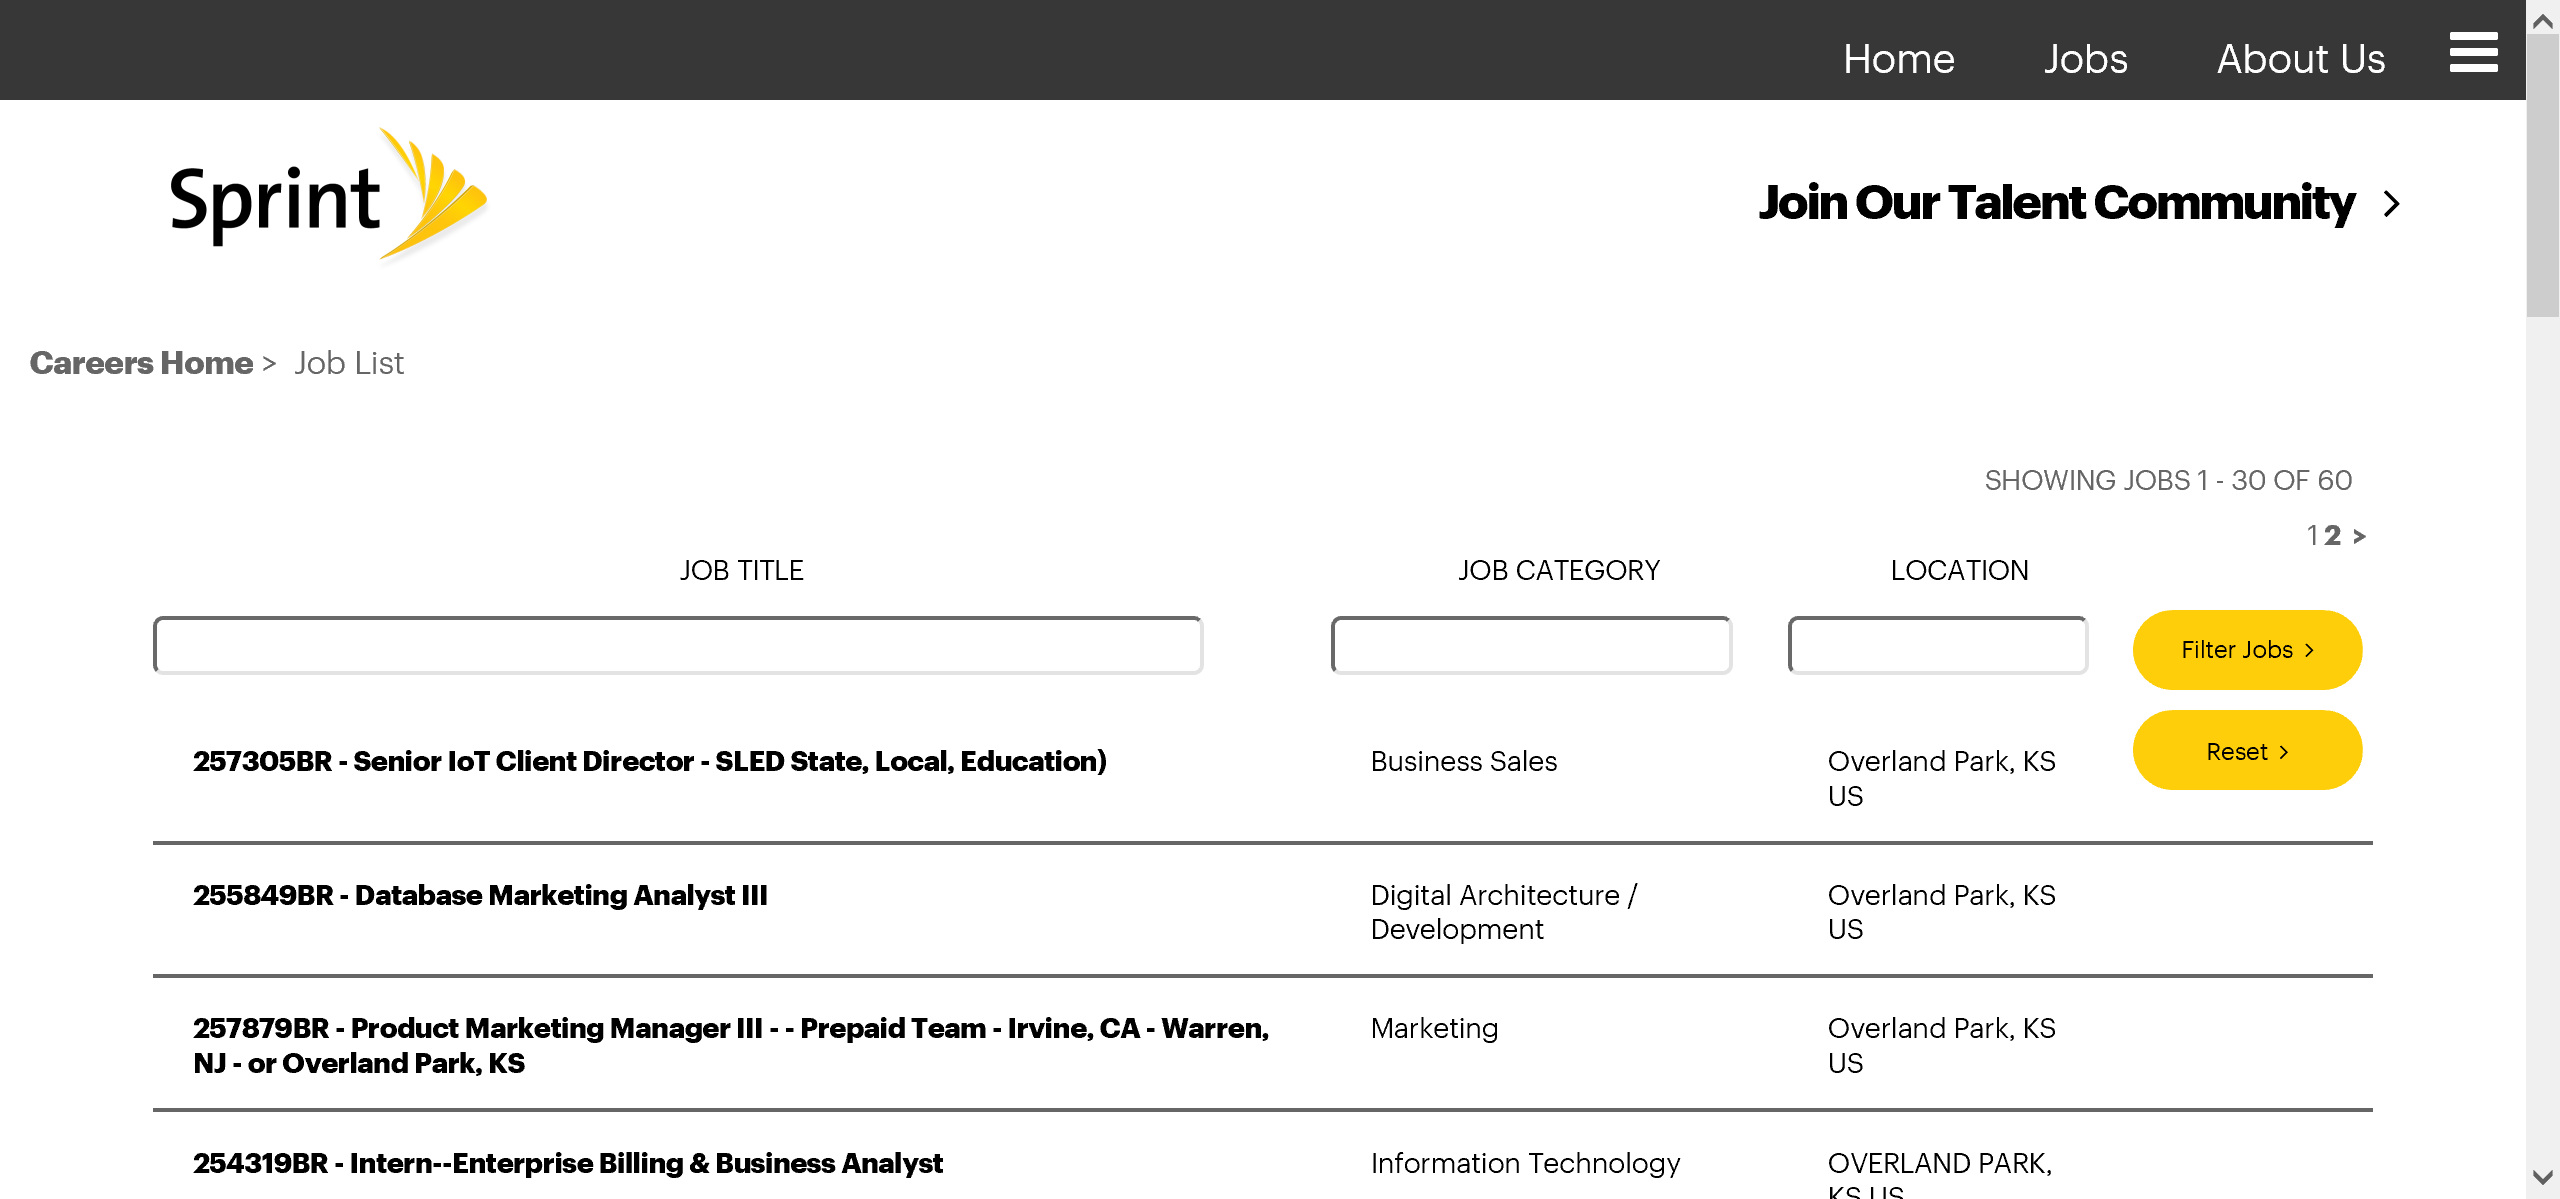 Home Jobs About Us
Sprint
Join Our Talent Community >
Careers Home > Job List
SHOWING JOBS 1 - 30 OF 60
1 2 >
JOB TITLE JOB CATEGORY LOCATION
Filter Jobs >
Reset >
257305BR - Senior IoT Client Director - SLED State, Local, Education) Business Sales Overland Park, KS
US
255849BR - Database Marketing Analyst III Digital Architecture / Overland Park, KS
Development US
257879BR - Product Marketing Manager III - - Prepaid Team - Irvine, CA - Warren, Marketing Overland Park, KS
NJ - or Overland Park, KS US
254319BR - Intern--Enterprise Billing & Business Analyst Information Technology OVERLAND PARK,
KS US